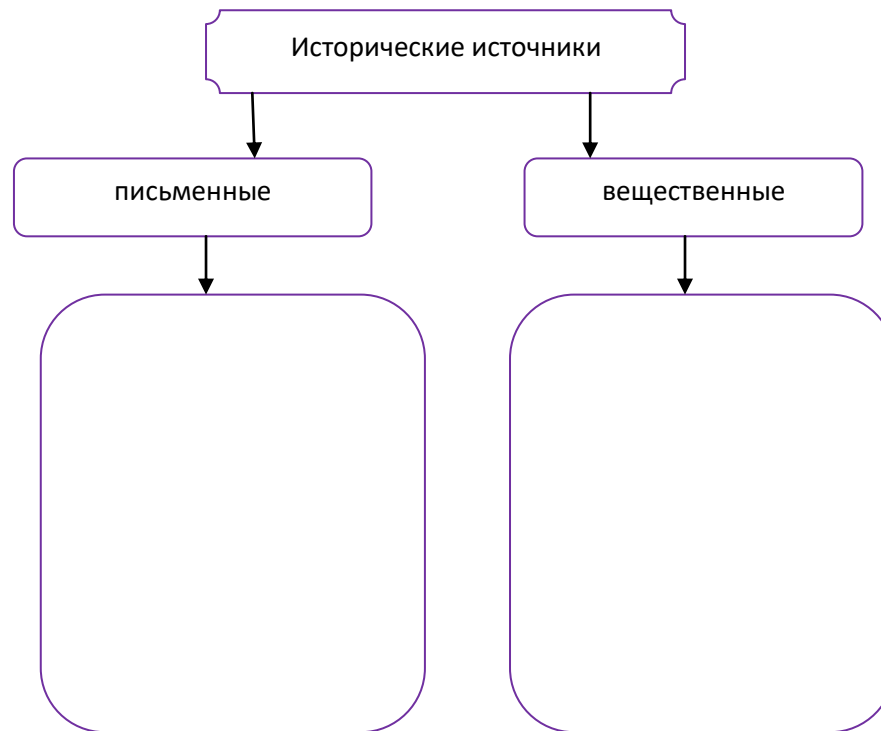 Исторические источники
письменные
вещественные